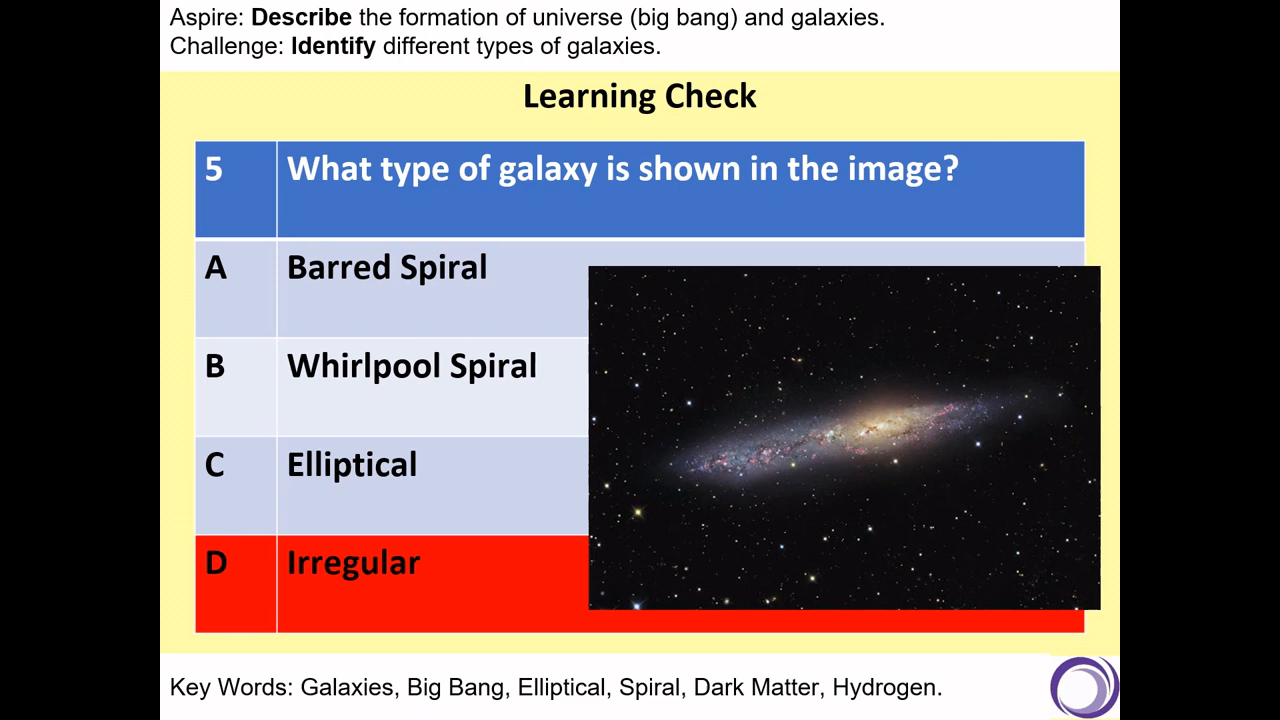 Aspire: Describe the formation of universe (big bang) and galaxies.
Challenge: Identify different types of galaxies.
Learning Check
5 What type of galaxy is shown in the image?
A Barred Spiral
B Whirlpool Spiral
C Elliptical
D Irregular
Key Words: Galaxies, Big Bang, Elliptical, Spiral, Dark Matter, Hydrogen.